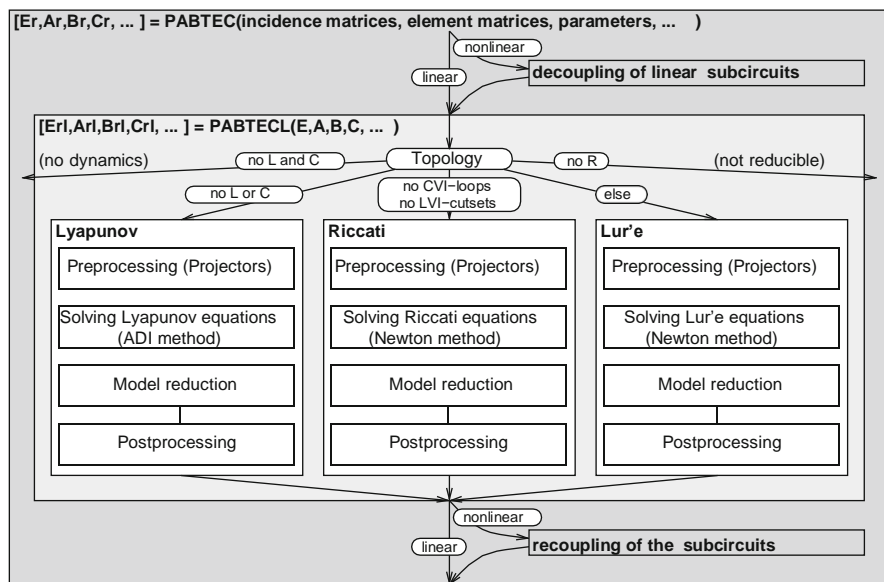 [Er,Ar,Br,Cr, ... ] = PABTEC(incidence matrices, element matrices, parameters, ... )
nonlinear
linear
decoupling of linear subcircuits
[Erl,Arl,Brl,Crl, ... ] = PABTECL(E,A,B,C, ... )
(no dynamics)
no L and C
Topology
no R
(not reducible)
no L or C
no CVI−loops
no LVI−cutsets
else
Lyapunov
Preprocessing (Projectors)
Solving Lyapunov equations
(ADI method)
Model reduction
Postprocessing
Riccati
Preprocessing (Projectors)
Solving Riccati equations
(Newton method)
Model reduction
Postprocessing
Lur'e
Preprocessing (Projectors)
Solving Lur'e equations
(Newton method)
Model reduction
Postprocessing
nonlinear
linear
recoupling of the subcircuits